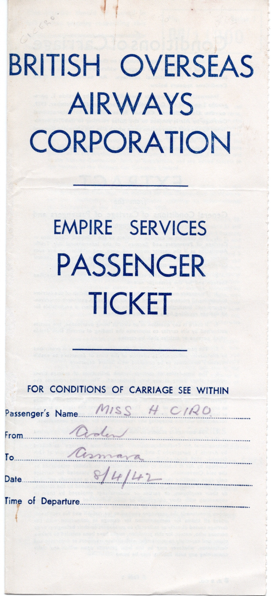 BRITISH OVERSEAS
AIRWAYS
CORPORATION
EMPIRE SERVICES
PASSENGER
TICKET
FOR CONDITIONS OF CARRIAGE SEE WITHIN
Passenger's Name MISS H CIRO
From Aden
To Asmara
Date 8/4/42
Time of Departure